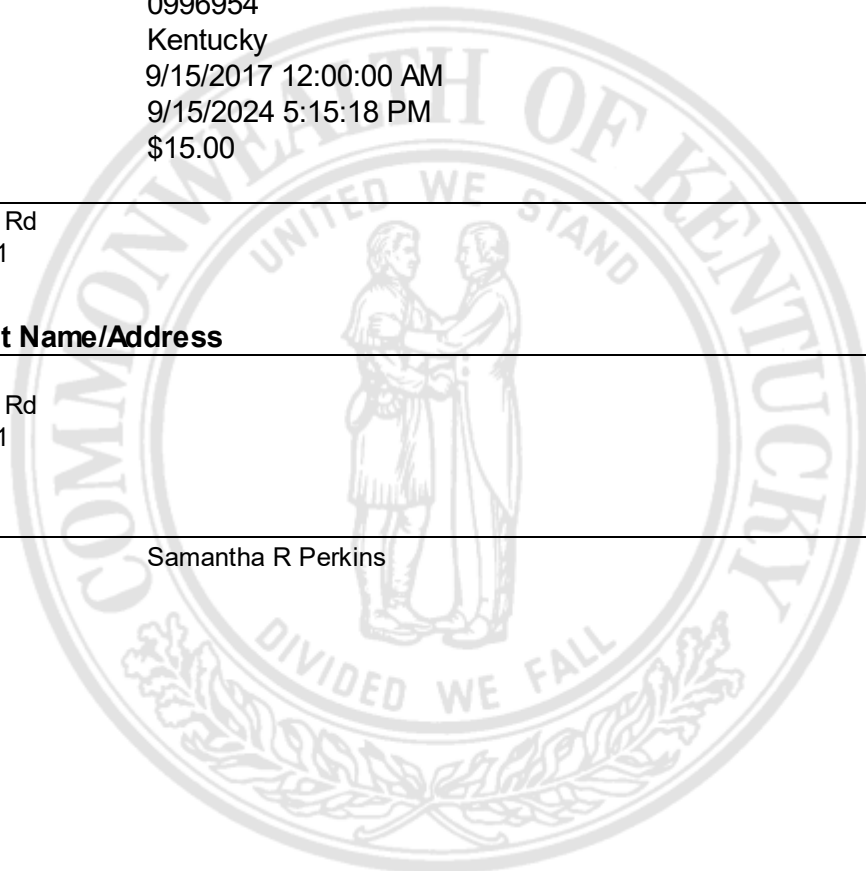 0996954
Kentucky
9/15/2017 12:00:00 AM
9/15/2024 5:15:18 PM
$15.00
Rd
1
t Name/Address
Rd
1
Samantha R Perkins
COMMONWEALTH OF KENTUCKY
UNITED WE STAND
DIVIDED WE FALL